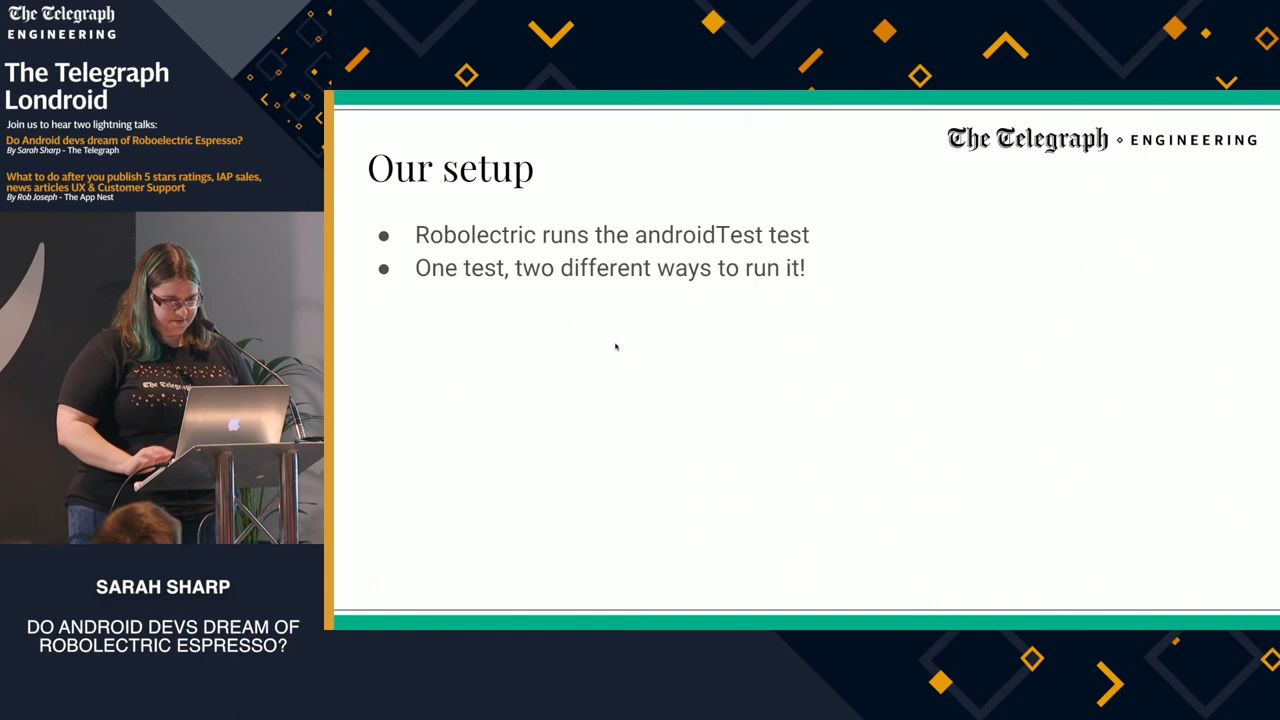 The Telegraph
ENGINEERING
The Telegraph
Londroid
Join us to hear two lightning talks:
Do Android devs dream of Roboelectric Espresso?
By Sarah Sharp - The Telegraph
What to do after you publish 5 stars ratings, IAP sales,
news articles UX & Customer Support
By Rob Joseph - The App Nest
The Telegraph
SARAH SHARP
DO ANDROID DEVS DREAM OF
ROBOLECTRIC ESPRESSO?
The Telegraph ENGINEERING
Our setup
● Robolectric runs the androidTest test
● One test, two different ways to run it!